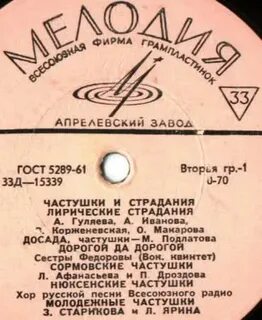 МЕЛОДИЯ
ВСЕСОЮЗНАЯ ФИРМА ГРАМПЛАСТИНОК
33
АПРЕЛЕВСКИЙ ЗАВОД
ГОСТ 5289-61
Вторая гр.-1
33Д-15339
0-70
ЧАСТУШКИ И СТРАДАНИЯ
ЛИРИЧЕСКИЕ СТРАДАНИЯ
А. Гуляева, А. Иванова,
Корженевская, О. Макарова
ДОСАДА, частушки—М. Подлатова
ДОРОГОЙ ДА ДОРОГОЙ
Сестры Федоровы (Вок. квинтет)
СОРМОВСКИЕ ЧАСТУШКИ
Л. Афанасьева и П. Дроздова
НЮКСЕНСКИЕ ЧАСТУШКИ
Хор русской песни Всесоюзного радио
МОЛОДЕЖНЫЕ ЧАСТУШКИ
З. СТАРИКОВА и Л. ЯРИНА